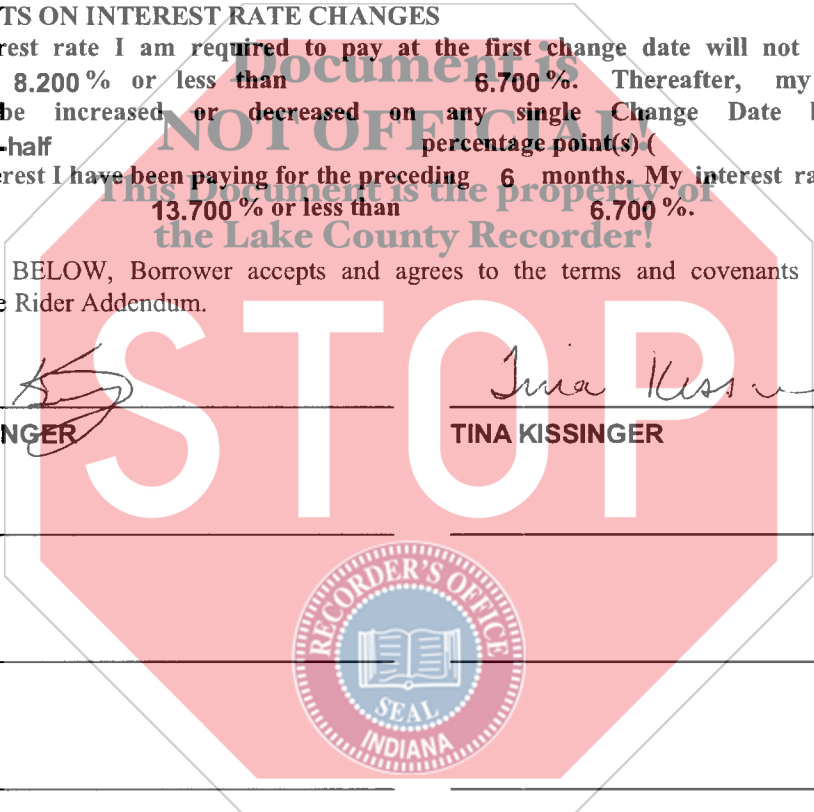 TS ON INTEREST RATE CHANGES
rest rate I am required to pay at the first change date will not
8.200 % or less than 6.700 %. Thereafter, my
be increased or decreased on any single Change Date
-half percentage point(s) (
erest I have been paying for the preceding 6 months. My interest ra
13.700 % or less than 6.700 %.
Document is
NOT OFFICIAL!
This Document is the property of
the Lake County Recorder!
BELOW, Borrower accepts and agrees to the terms and covenants
e Rider Addendum.
Tina Kissin
NGER TINA KISSINGER
STOP
RECORDER'S OFFICE
SEAL
INDIANA